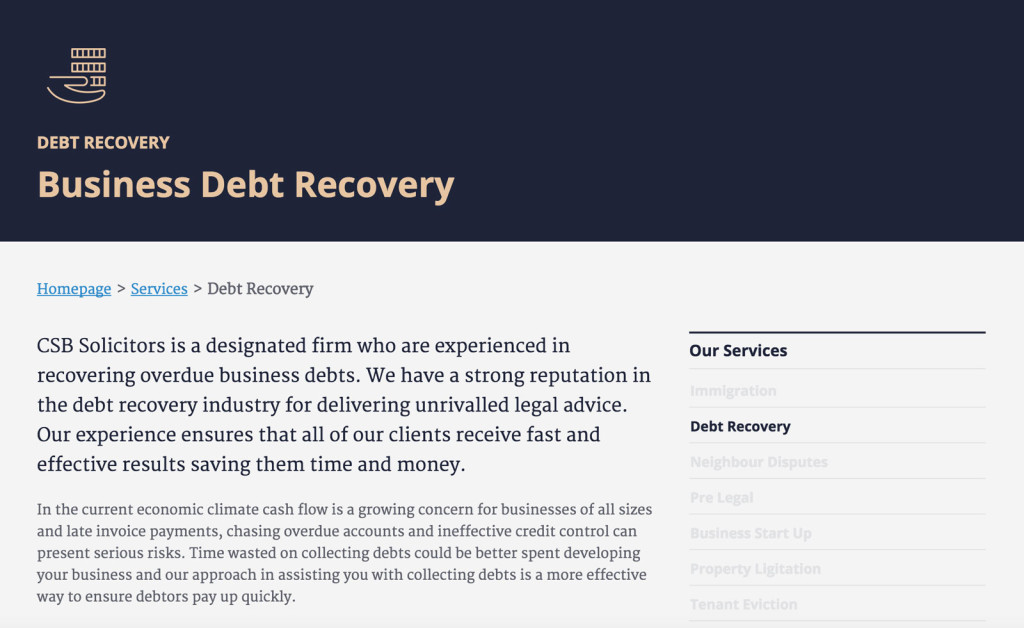 DEBT RECOVERY
Business Debt Recovery
Homepage > Services > Debt Recovery
CSB Solicitors is a designated firm who are experienced in
recovering overdue business debts. We have a strong reputation in
the debt recovery industry for delivering unrivalled legal advice.
Our experience ensures that all of our clients receive fast and
effective results saving them time and money.
In the current economic climate cash flow is a growing concern for businesses of all sizes
and late invoice payments, chasing overdue accounts and ineffective credit control can
present serious risks. Time wasted on collecting debts could be better spent developing
your business and our approach in assisting you with collecting debts is a more effective
way to ensure debtors pay up quickly.
Our Services
Immigration
Debt Recovery
Neighbour Disputes
Pre Legal
Business Start Up
Property Ligitation
Tenant Eviction